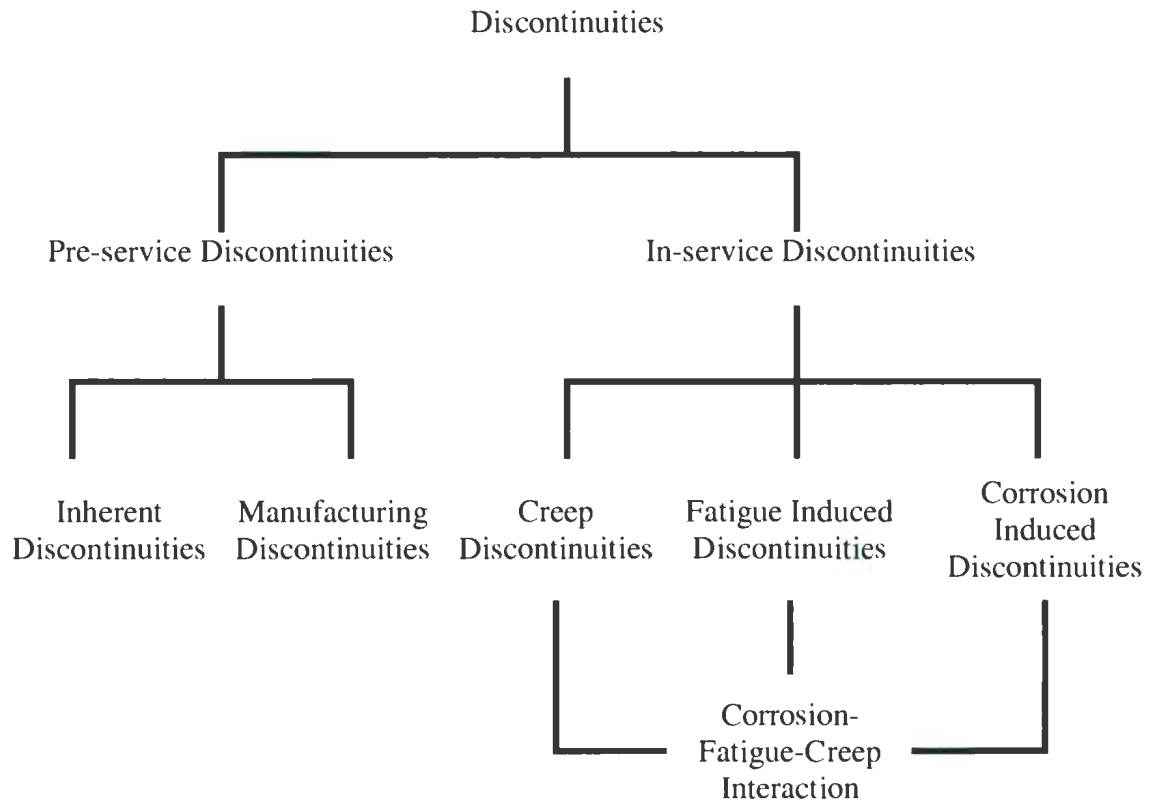 Discontinuities
Pre-service Discontinuities
In-service Discontinuities
Inherent
Discontinuities
Manufacturing
Discontinuities
Creep
Discontinuities
Fatigue Induced
Discontinuities
Corrosion
Induced
Discontinuities
Corrosion-
Fatigue-Creep
Interaction